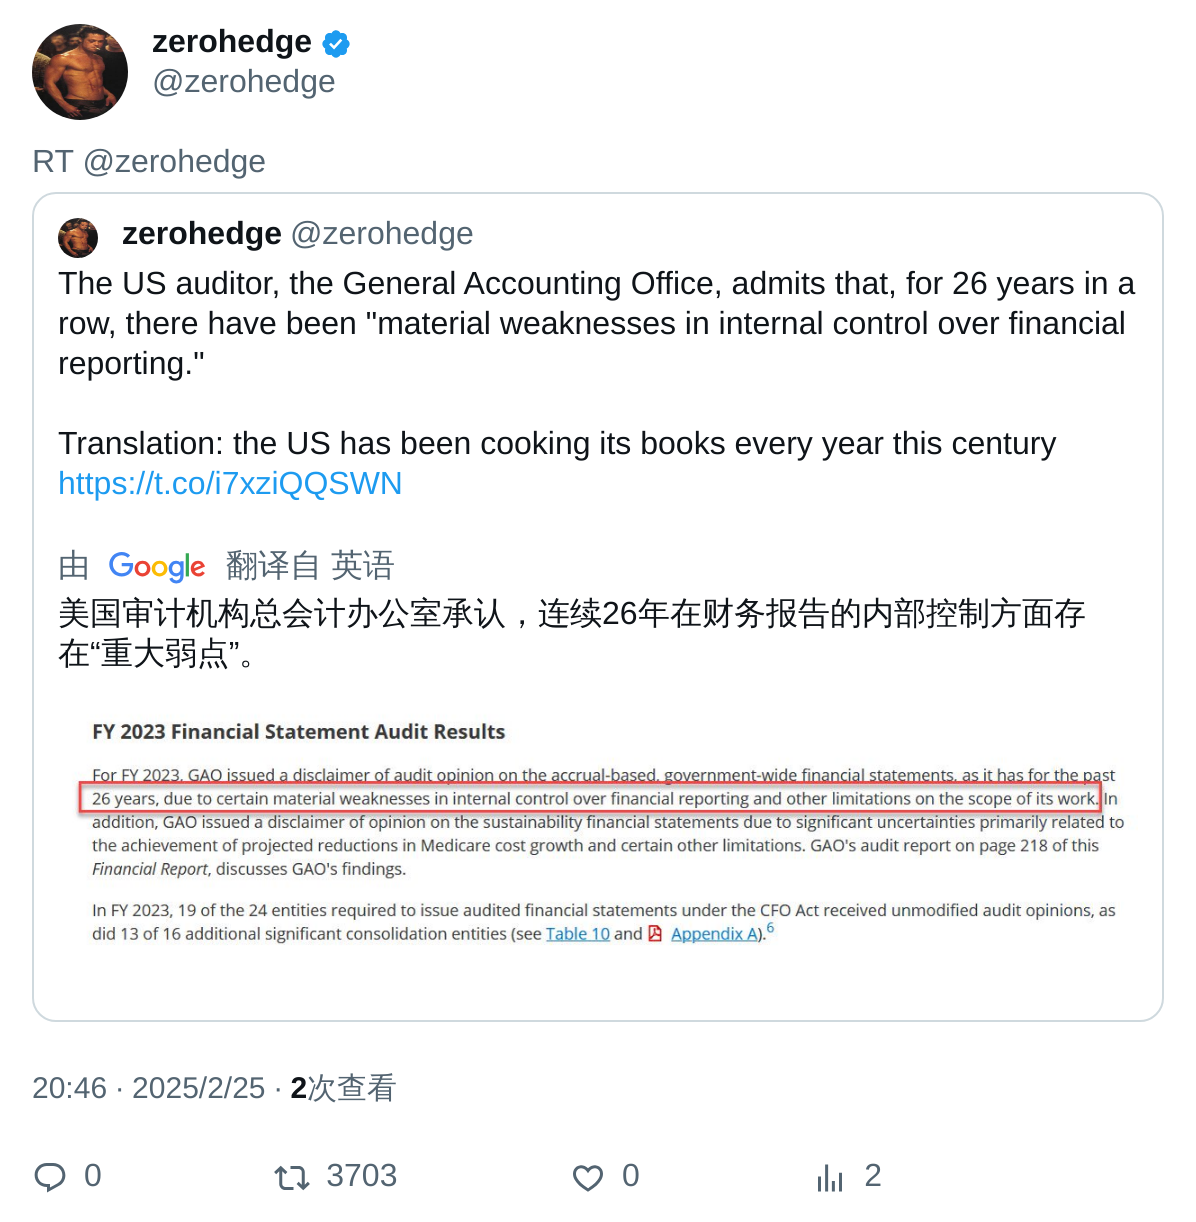 zerohedge
@zerohedge
RT @zerohedge
zerohedge @zerohedge
The US auditor, the General Accounting Office, admits that, for 26 years in a
row, there have been "material weaknesses in internal control over financial
reporting."
Translation: the US has been cooking its books every year this century
https://t.co/i7xziQQSWN
由 Google 翻译自 英语
美国审计机构总会计办公室承认，连续26年在财务报告的内部控制方面存
在“重大弱点”。
FY 2023 Financial Statement Audit Results
For FY 2023, GAO issued a disclaimer of audit opinion on the accrual-based, government-wide financial statements, as it has for the past
26 years, due to certain material weaknesses in internal control over financial reporting and other limitations on the scope of its work. In
addition, GAO issued a disclaimer of opinion on the sustainability financial statements due to significant uncertainties primarily related to
the achievement of projected reductions in Medicare cost growth and certain other limitations. GAO's audit report on page 218 of this
Financial Report, discusses GAO's findings.
In FY 2023, 19 of the 24 entities required to issue audited financial statements under the CFO Act received unmodified audit opinions, as
did 13 of 16 additional significant consolidation entities (see Table 10 and Appendix A).6
20:46 · 2025/2/25 · 2次查看
0 3703 0 2